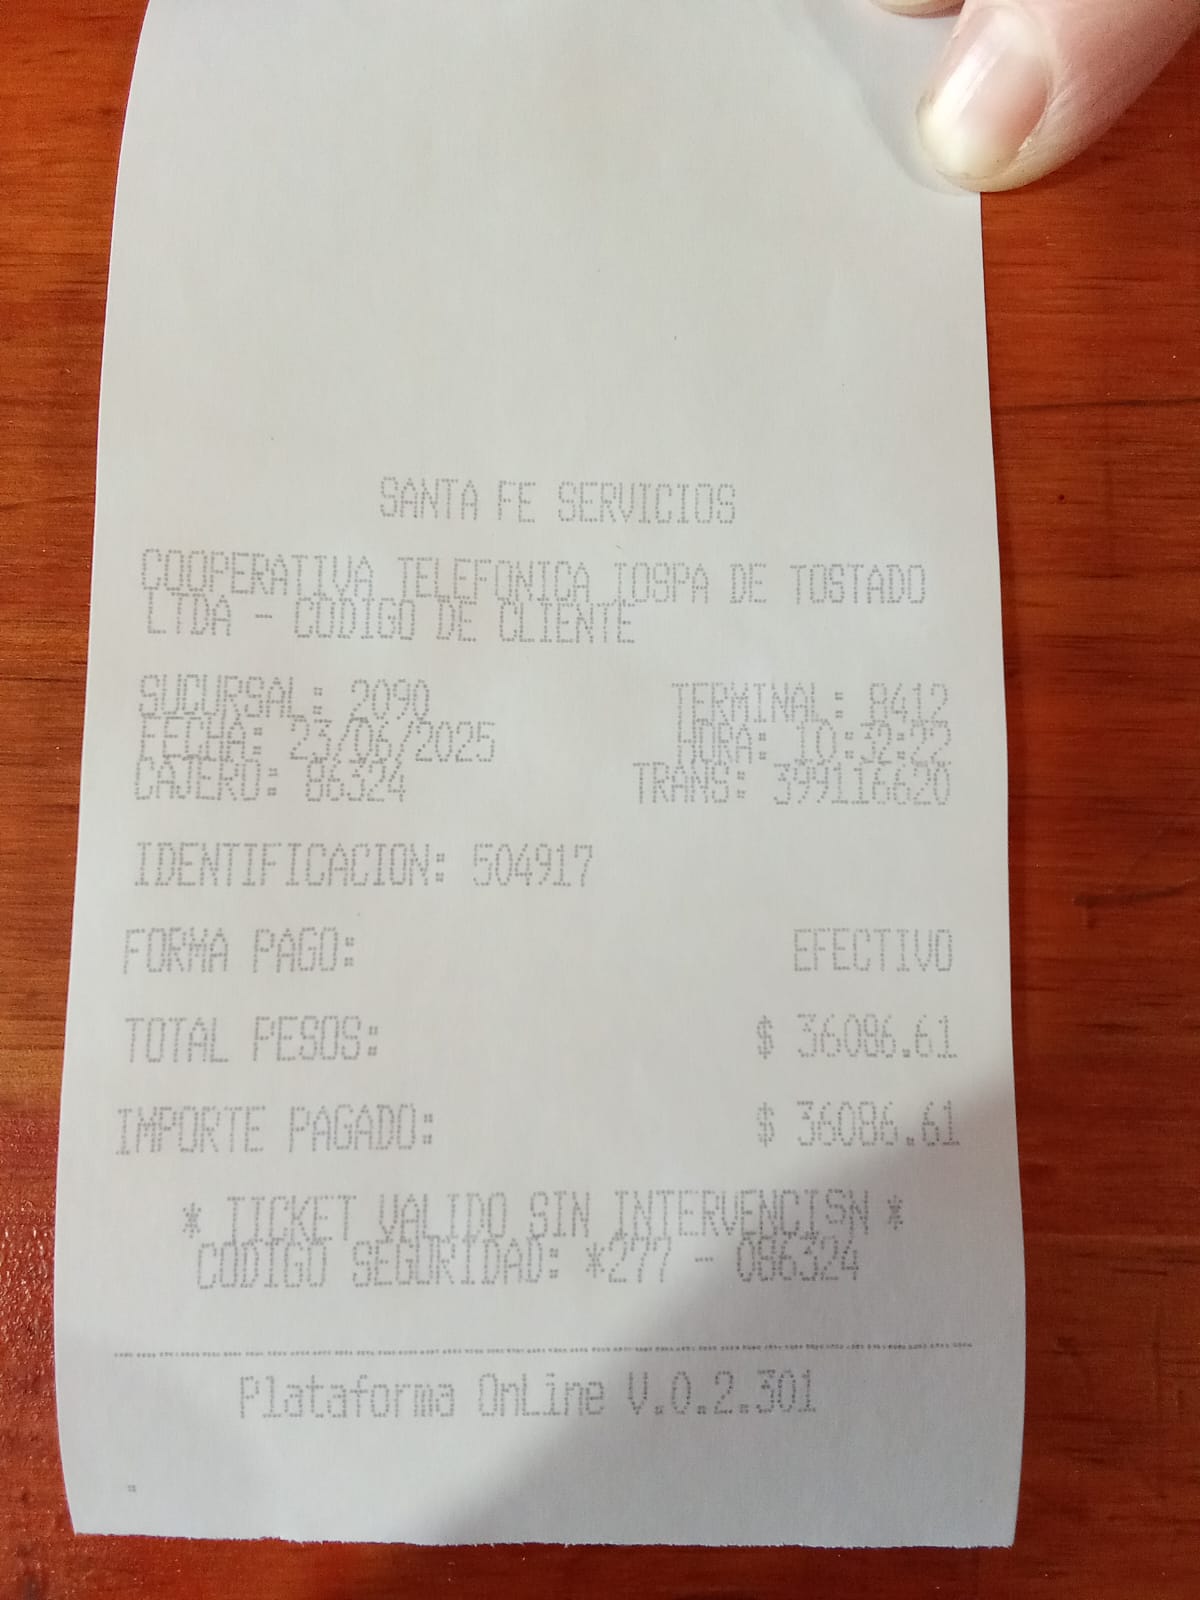 SANTA FE SERVICIOS
COOPERATIVA TELEFONICA IOSPA DE TOSTADO
LTDA - CODIGO DE CLIENTE
SUCURSAL: 2090 TERMINAL: 8412
FECHA: 23/06/2025 HORA: 10:32:22
CAJERO: 86324 TRANS: 399116620
IDENTIFICACION: 504917
FORMA PAGO: EFECTIVO
TOTAL PESOS: $ 36086.61
IMPORTE PAGADO: $ 36086.61
* TICKET VALIDO SIN INTERVENCISN *
CODIGO SEGURIDAD: *277 - 086324
Plataforma OnLine V.0.2.301